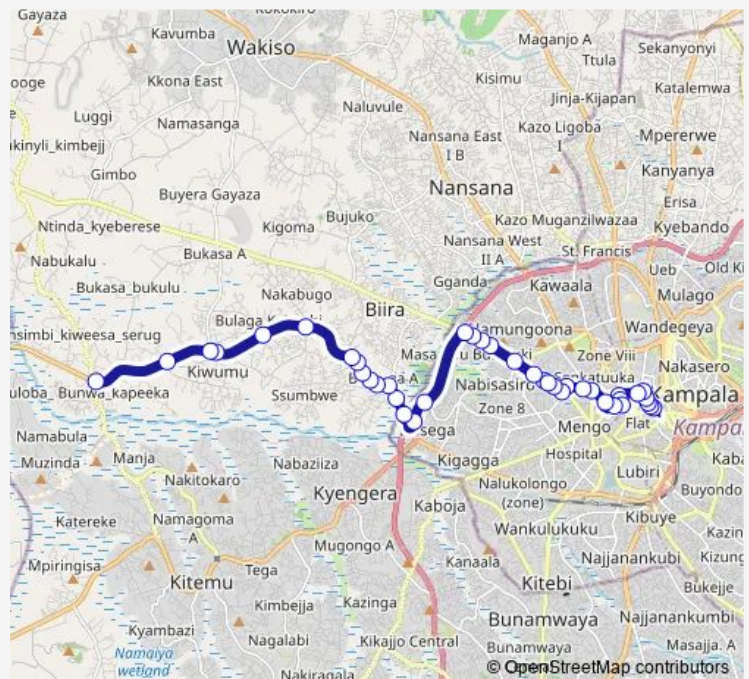 Gayaza
Kavumba
Wakiso
Kkona East
Maganjo A
Ttula
Sekanyonyi
Kisimu
Jinja-Kijapan
Katalemwa
Luggi
Namasanga
Naluvule
Nansana East
I B
Kazo Ligoba
I
Mpererwe
Gimbo
Kanyanya
Nansana
Buyera Gayaza
Erisa
Ntinda_kyeberese
Kigoma
Bujuko
Kazo Muganzilwazaa
Kyebando
Nabukalu
Bukasa A
Nansana West
II A
St. Francis
Ueb
Old Ki
Bukasa_bukulu
Gganda
Kawaala
Mulago
Nakabugo
Biira
Wandegeya
Zone VIII
Nakasero
Kiwumu
Bunwa_kapeeka
Ssumbwe
Nabisasiro
Kampala
Zone 8
Mengo
Flat
Namabula
Manja
Hospital
Muzinda
Nabaziiza
Kigagga
Lubiri
Nakitokaro
Nalukolongo
(zone)
Buyondo
Kyengera
Kaboja
Kibuye
Katereke
Namagoma
A
Wankulukuku
Mugongo A
Najjanankubi
Mpiringisa
Tega
Kanaala
Kitemu
Kitebi
Bukejje
Kimbejja
Kazinga
Bunamwaya
Najjanankumbi
Kyambazi
Nagalabi
Kikajjo Central
Bunamwaya
Masajja. A
Namaiya
wetland
Nakiragala
© OpenStreetMap contributors